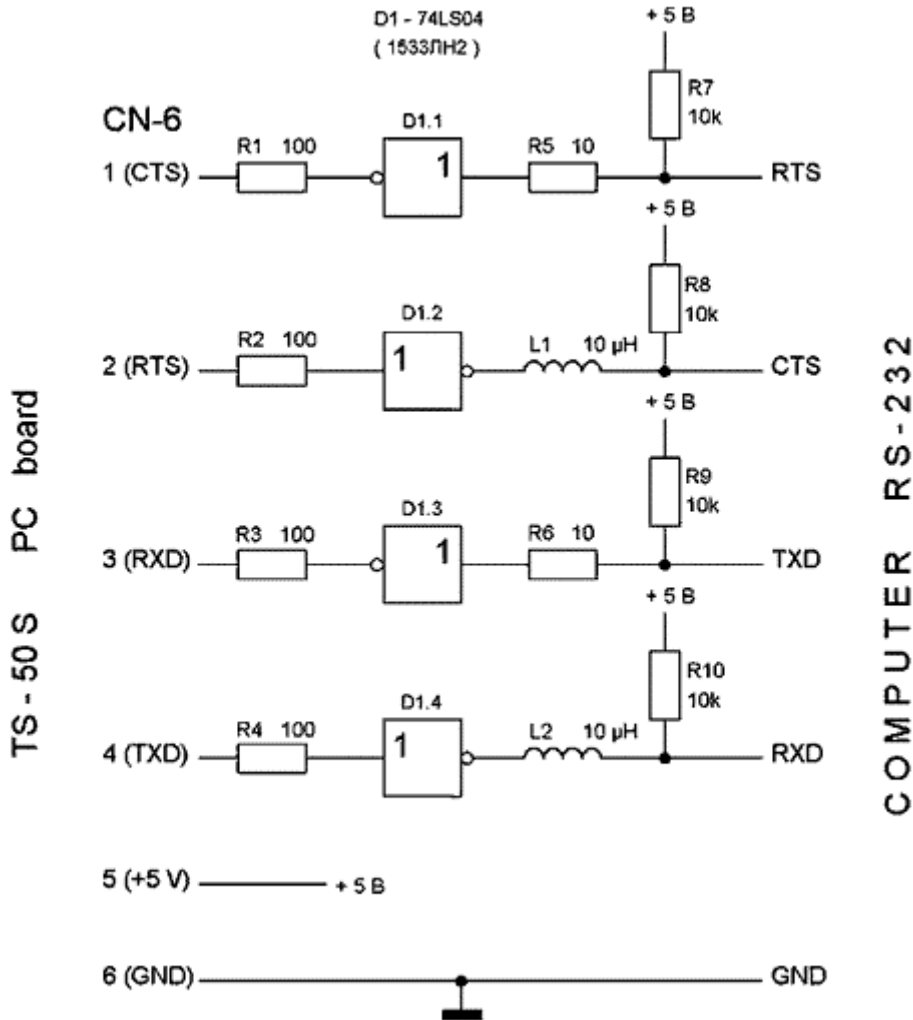 D1 - 74LS04
( 1533ЛН2 )
+ 5 В
R7
10k
CN-6
D1.1
R1 100
1
R5 10
1 (CTS)
RTS
+ 5 В
R8
10k
D1.2
R2 100
1
L1 10 µH
2 (RTS)
CTS
+ 5 В
R9
10k
D1.3
R3 100
1
R6 10
3 (RXD)
TXD
+ 5 В
R10
10k
D1.4
R4 100
1
L2 10 µH
4 (TXD)
RXD
5 (+5 V)
+ 5 В
6 (GND)
GND
TS - 50 S PC board
COMPUTER RS-232